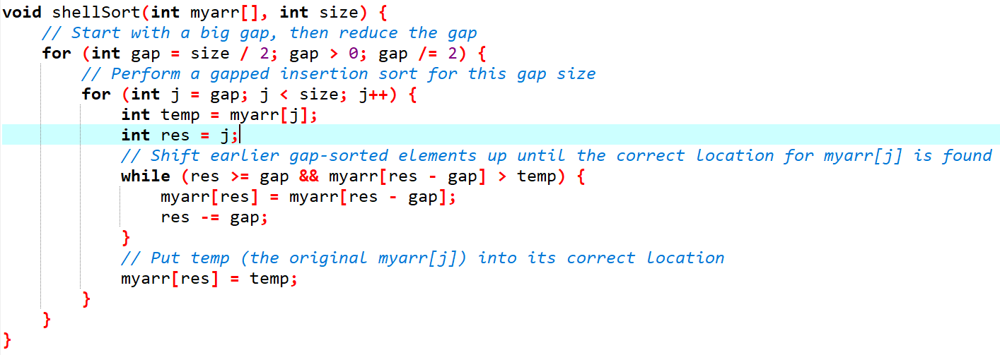 void shellSort(int myarr[], int size) {
    // Start with a big gap, then reduce the gap
    for (int gap = size / 2; gap > 0; gap /= 2) {
        // Perform a gapped insertion sort for this gap size
        for (int j = gap; j < size; j++) {
            int temp = myarr[j];
            int res = j;
            // Shift earlier gap-sorted elements up until the correct location for myarr[j] is found
            while (res >= gap && myarr[res - gap] > temp) {
                myarr[res] = myarr[res - gap];
                res -= gap;
            }
            // Put temp (the original myarr[j]) into its correct location
            myarr[res] = temp;
        }
    }
}